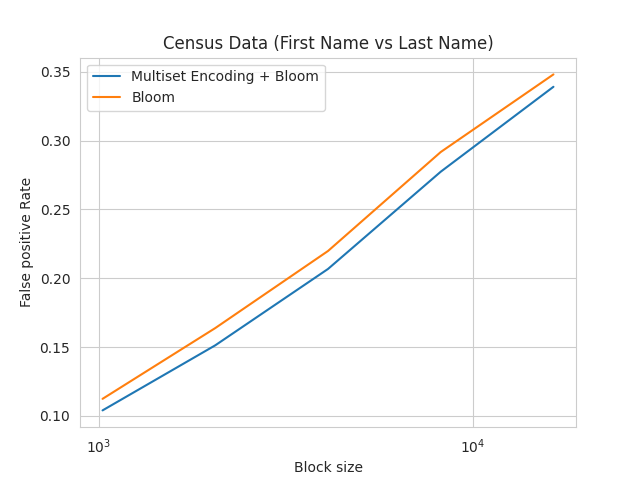 Census Data (First Name vs Last Name)
Multiset Encoding + Bloom
Bloom
0.35
0.30
0.25
0.20
0.15
0.10
False positive Rate
10³
10⁴
Block size